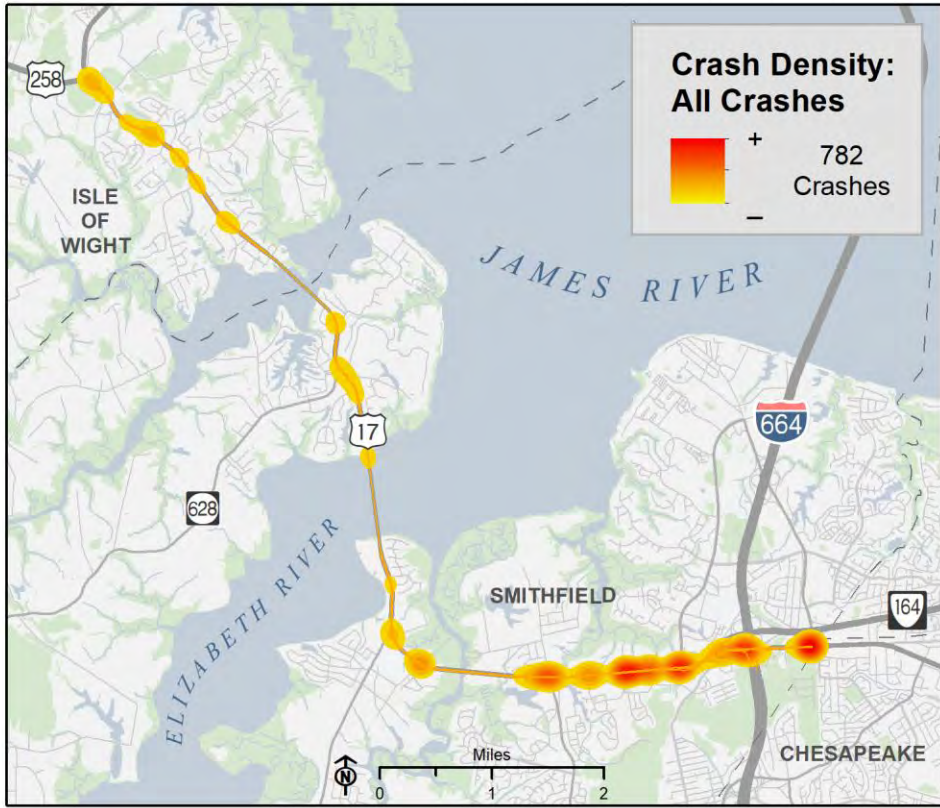 258
Crash Density:
All Crashes
+
782
Crashes
–
ISLE
OF
WIGHT
JAMES RIVER
664
17
628
ELIZABETH RIVER
SMITHFIELD
164
CHESAPEAKE
N
Miles
0
2